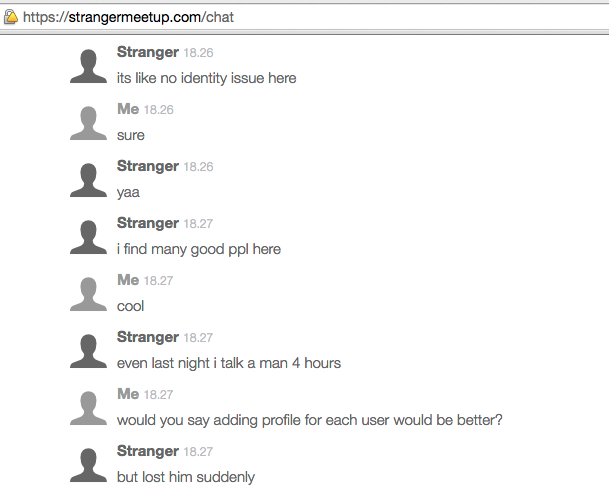 https://strangermeetup.com/chat
Stranger 18.26
its like no identity issue here
Me 18.26
sure
Stranger 18.26
yaa
Stranger 18.27
i find many good ppl here
Me 18.27
cool
Stranger 18.27
even last night i talk a man 4 hours
Me 18.27
would you say adding profile for each user would be better?
Stranger 18.27
but lost him suddenly